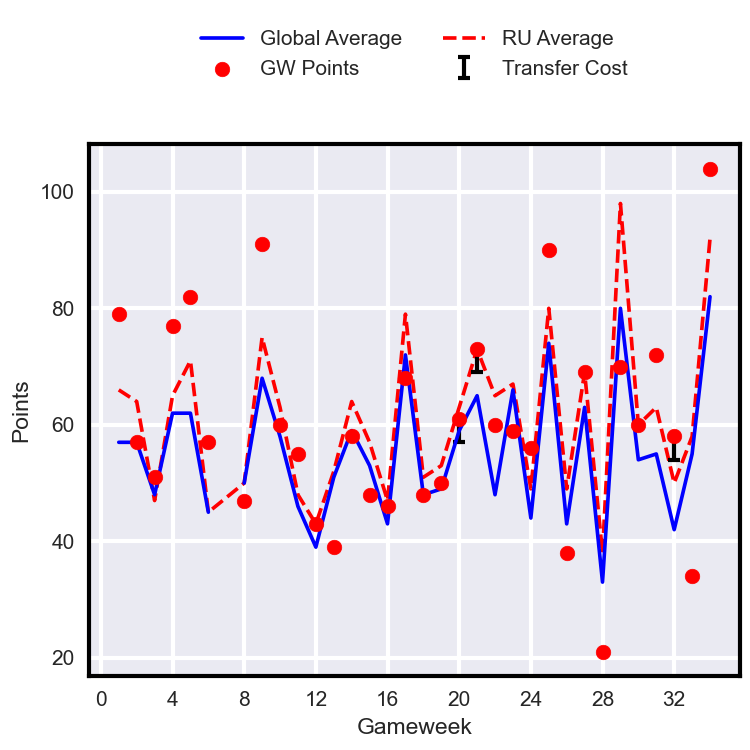 Global Average RU Average
GW Points Transfer Cost
100
80
60
40
20
Points
0 4 8 12 16 20 24 28 32
Gameweek